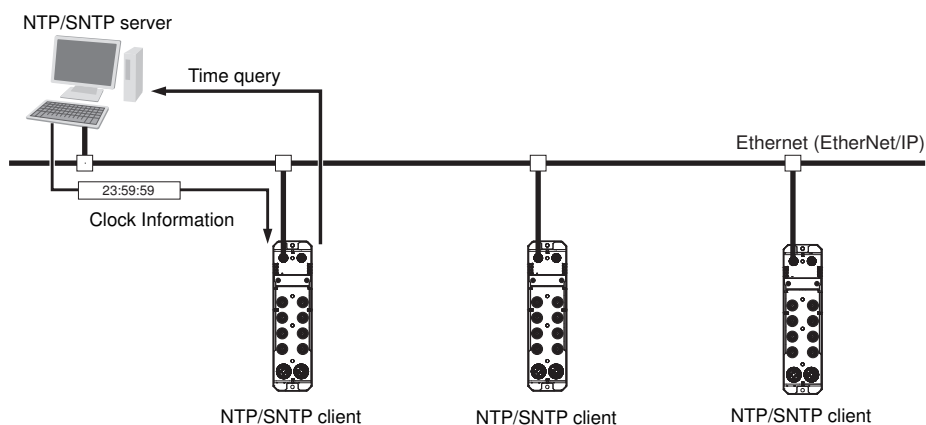 NTP/SNTP server
Time query
Ethernet (EtherNet/IP)
23:59:59
Clock Information
NTP/SNTP client
NTP/SNTP client
NTP/SNTP client